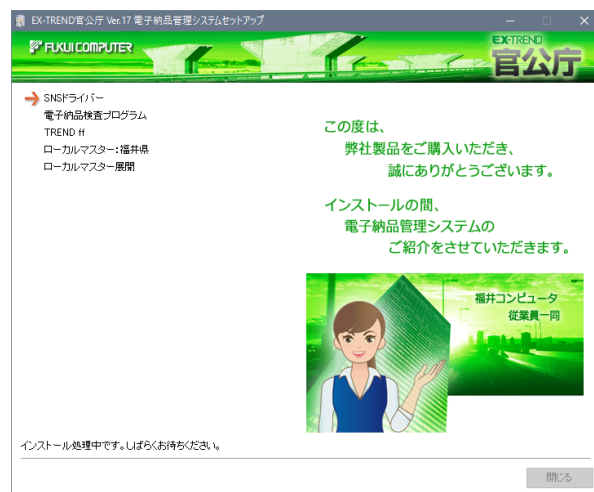 EX-TREND官公庁 Ver.17 電子納品管理システムセットアップ
FUKUI COMPUTER
EX-TREND
官公庁
SNSドライバー
電子納品検査プログラム
TREND ff
ローカルマスター:福井県
ローカルマスター展開
この度は、
弊社製品をご購入いただき、
誠にありがとうございます。
インストールの間、
電子納品管理システムの
ご紹介をさせていただきます。
福井コンピュータ
従業員一同
インストール処理中です。しばらくお待ちください。
閉じる